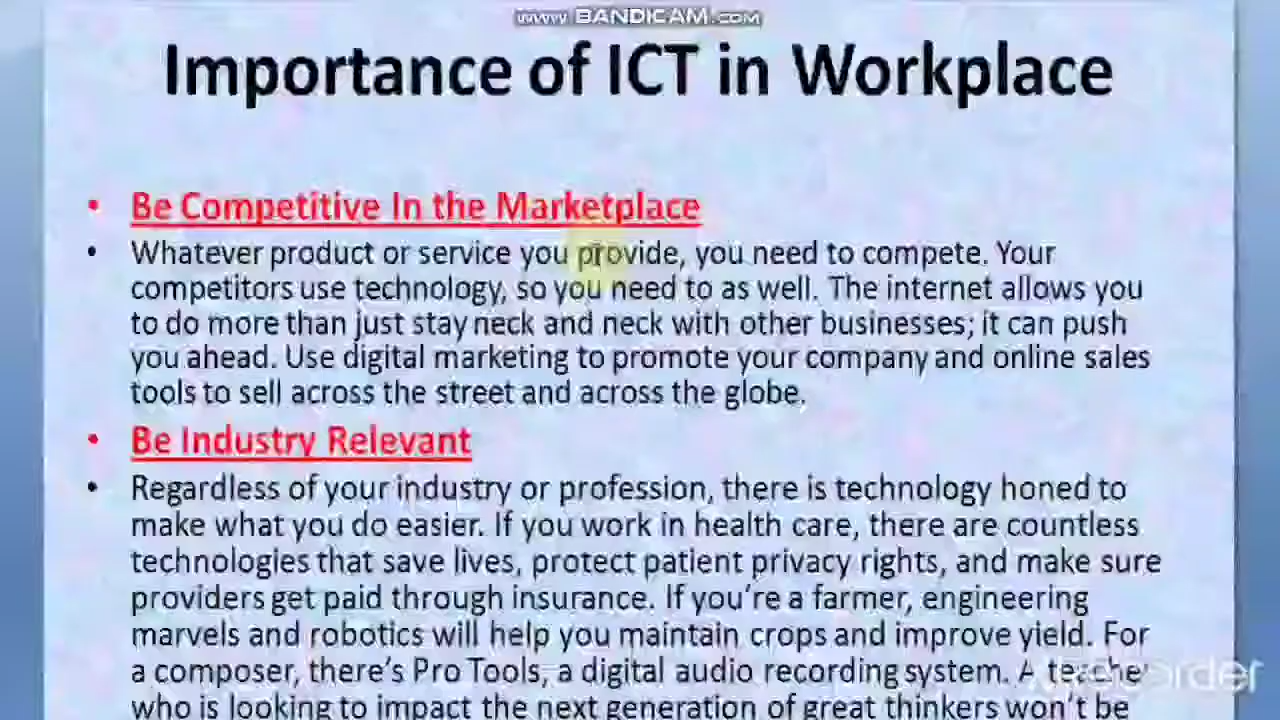 www.BANDICAM.com
Importance of ICT in Workplace
• Be Competitive In the Marketplace
• Whatever product or service you provide, you need to compete. Your
competitors use technology, so you need to as well. The internet allows you
to do more than just stay neck and neck with other businesses; it can push
you ahead. Use digital marketing to promote your company and online sales
tools to sell across the street and across the globe.
• Be Industry Relevant
• Regardless of your industry or profession, there is technology honed to
make what you do easier. If you work in health care, there are countless
technologies that save lives, protect patient privacy rights, and make sure
providers get paid through insurance. If you’re a farmer, engineering
marvels and robotics will help you maintain crops and improve yield. For
a composer, there’s Pro Tools, a digital audio recording system. A teacher
who is looking to impact the next generation of great thinkers won’t be